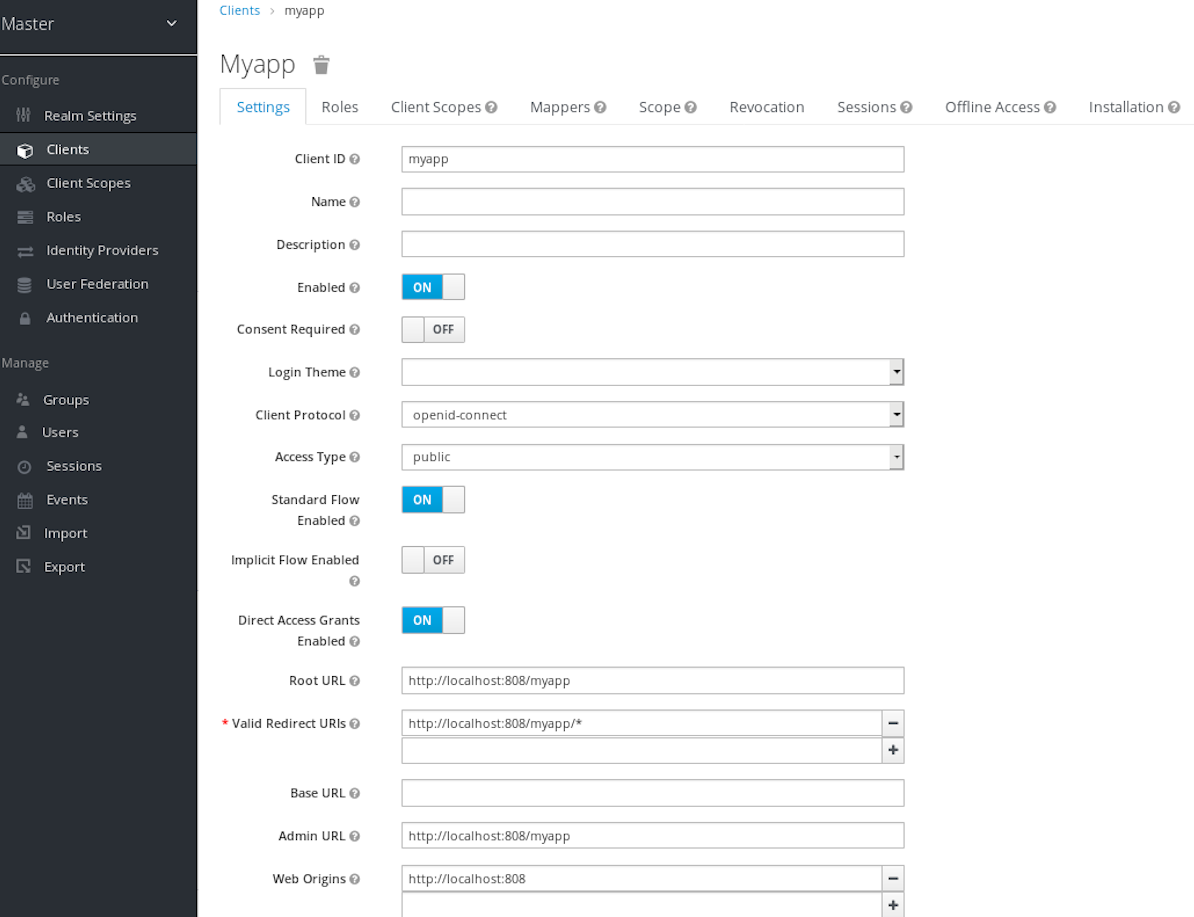 Master
Configure
Realm Settings
Clients
Client Scopes
Roles
Identity Providers
User Federation
Authentication
Manage
Groups
Users
Sessions
Events
Import
Export
Clients › myapp
Myapp
Settings Roles Client Scopes Mappers Scope Revocation Sessions Offline Access Installation
Client ID myapp
Name
Description
Enabled ON
Consent Required OFF
Login Theme
Client Protocol openid-connect
Access Type public
Standard Flow
Enabled ON
Implicit Flow Enabled OFF
Direct Access Grants
Enabled ON
Root URL http://localhost:808/myapp
* Valid Redirect URIs http://localhost:808/myapp/*
Base URL
Admin URL http://localhost:808/myapp
Web Origins http://localhost:808